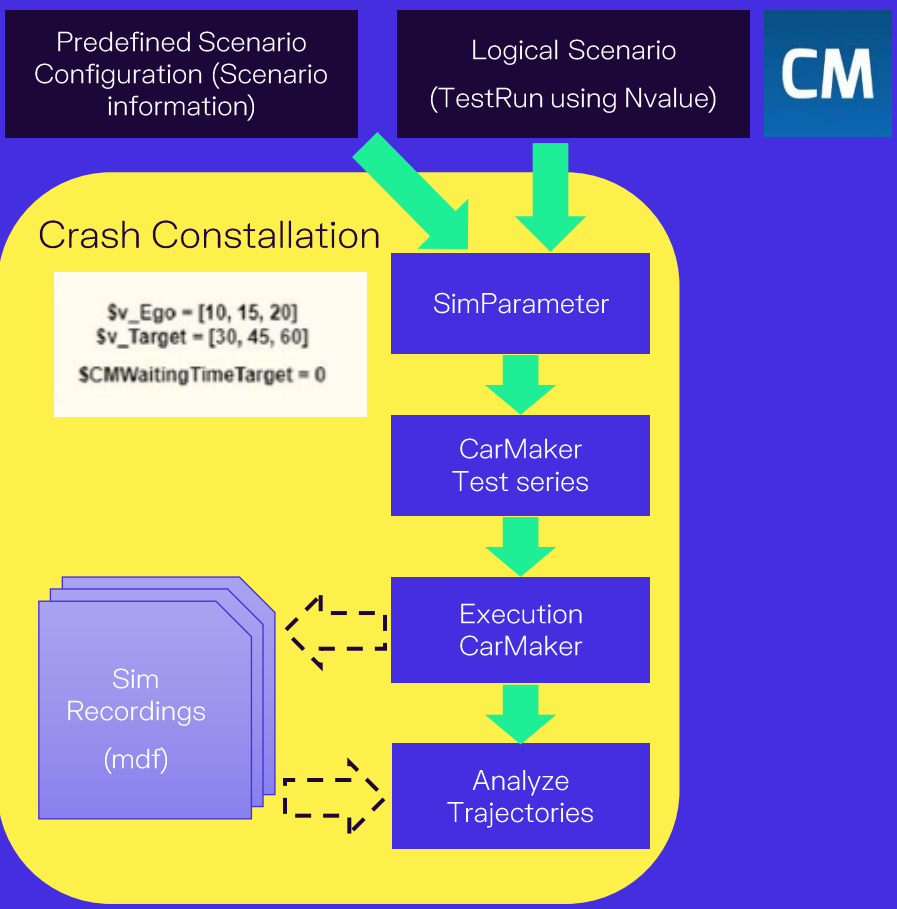 Predefined Scenario
Configuration (Scenario
information)
Logical Scenario
(TestRun using Nvalue)
CM
Crash Constallation
$v_Ego = [10, 15, 20]
$v_Target = [30, 45, 60]
$CMWaitingTimeTarget = 0
SimParameter
CarMaker
Test series
Execution
CarMaker
Sim
Recordings
(mdf)
Analyze
Trajectories